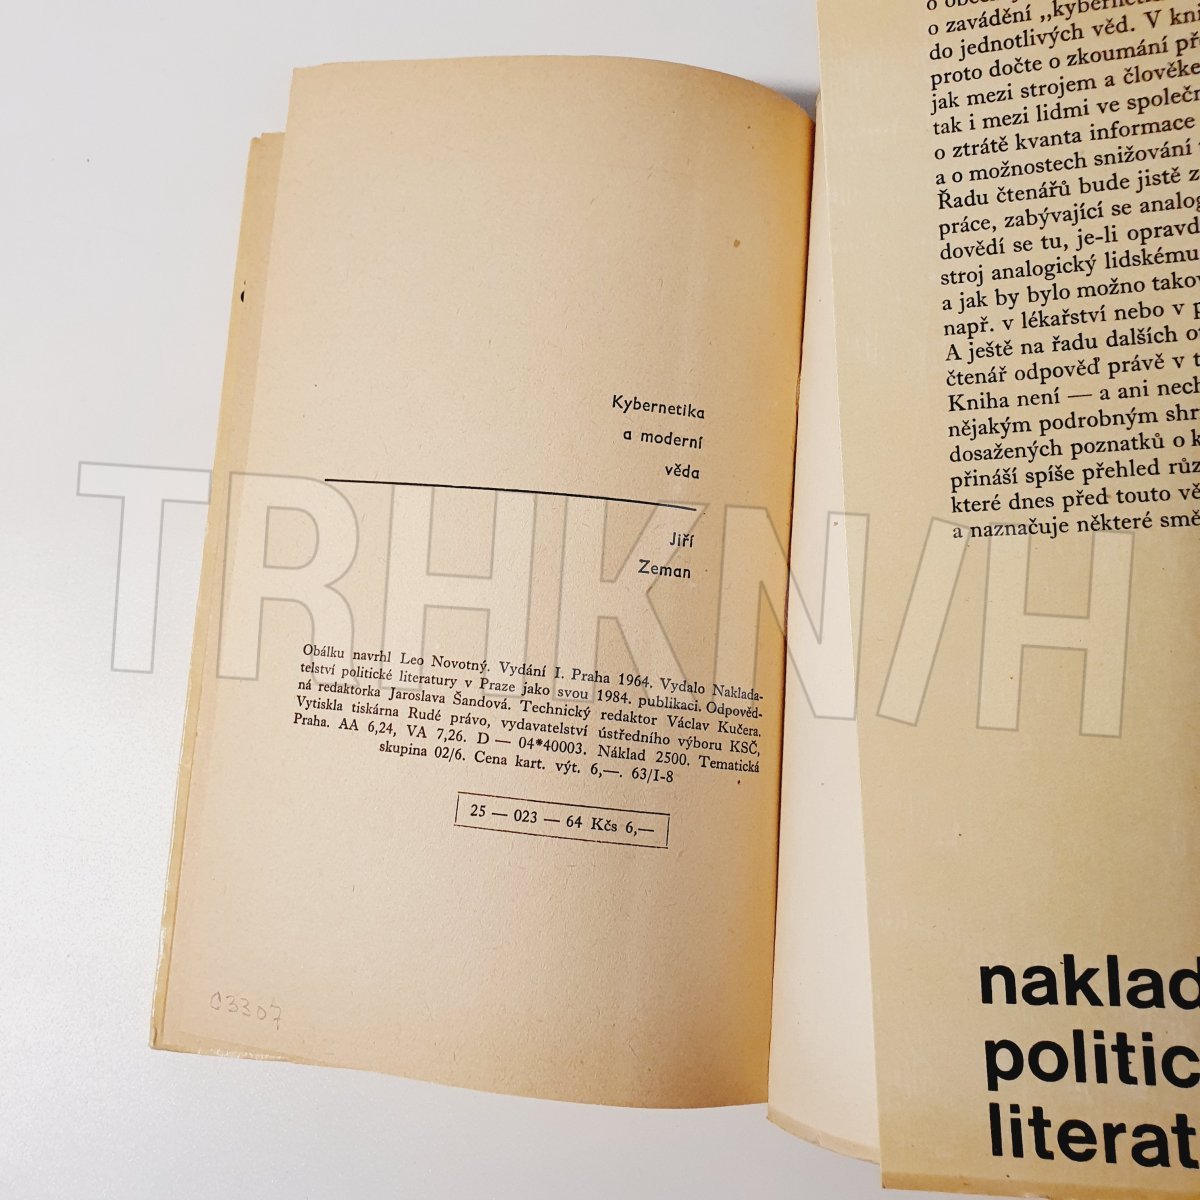 Kybernetika
a moderní
věda
Jiří
Zeman
Obálku navrhl Leo Novotný. Vydání I. Praha 1964. Vydalo Naklada-
telství politické literatury v Praze jako svou 1984. publikaci. Odpověd-
ná redaktorka Jaroslava Šandová. Technický redaktor Václav Kučera.
Vytiskla tiskárna Rudé právo, vydavatelství ústředního výboru KSČ,
Praha. AA 6,24, VA 7,26. D — 04*40003. Náklad 2500. Tematická
skupina 02/6. Cena kart. výt. 6,—. 63/I-8
25 — 023 — 64 Kčs 6,—
03307
o zavádění „kybernetik
do jednotlivých věd. V kni
proto dočte o zkoumání př
jak mezi strojem a člověke
tak i mezi lidmi ve společn
o ztrátě kvanta informace
a o možnostech snižování
Řadu čtenářů bude jistě z
práce, zabývající se analog
dovědí se tu, je-li opravd
stroj analogický lidskému
a jak by bylo možno takov
např. v lékařství nebo v p
A ještě na řadu dalších o
čtenář odpověď právě v t
Kniha není — a ani nech
nějakým podrobným shr
dosažených poznatků o k
přináší spíše přehled růz
které dnes před touto vě
a naznačuje některé smě
naklad
politic
literat
TRHKN/H